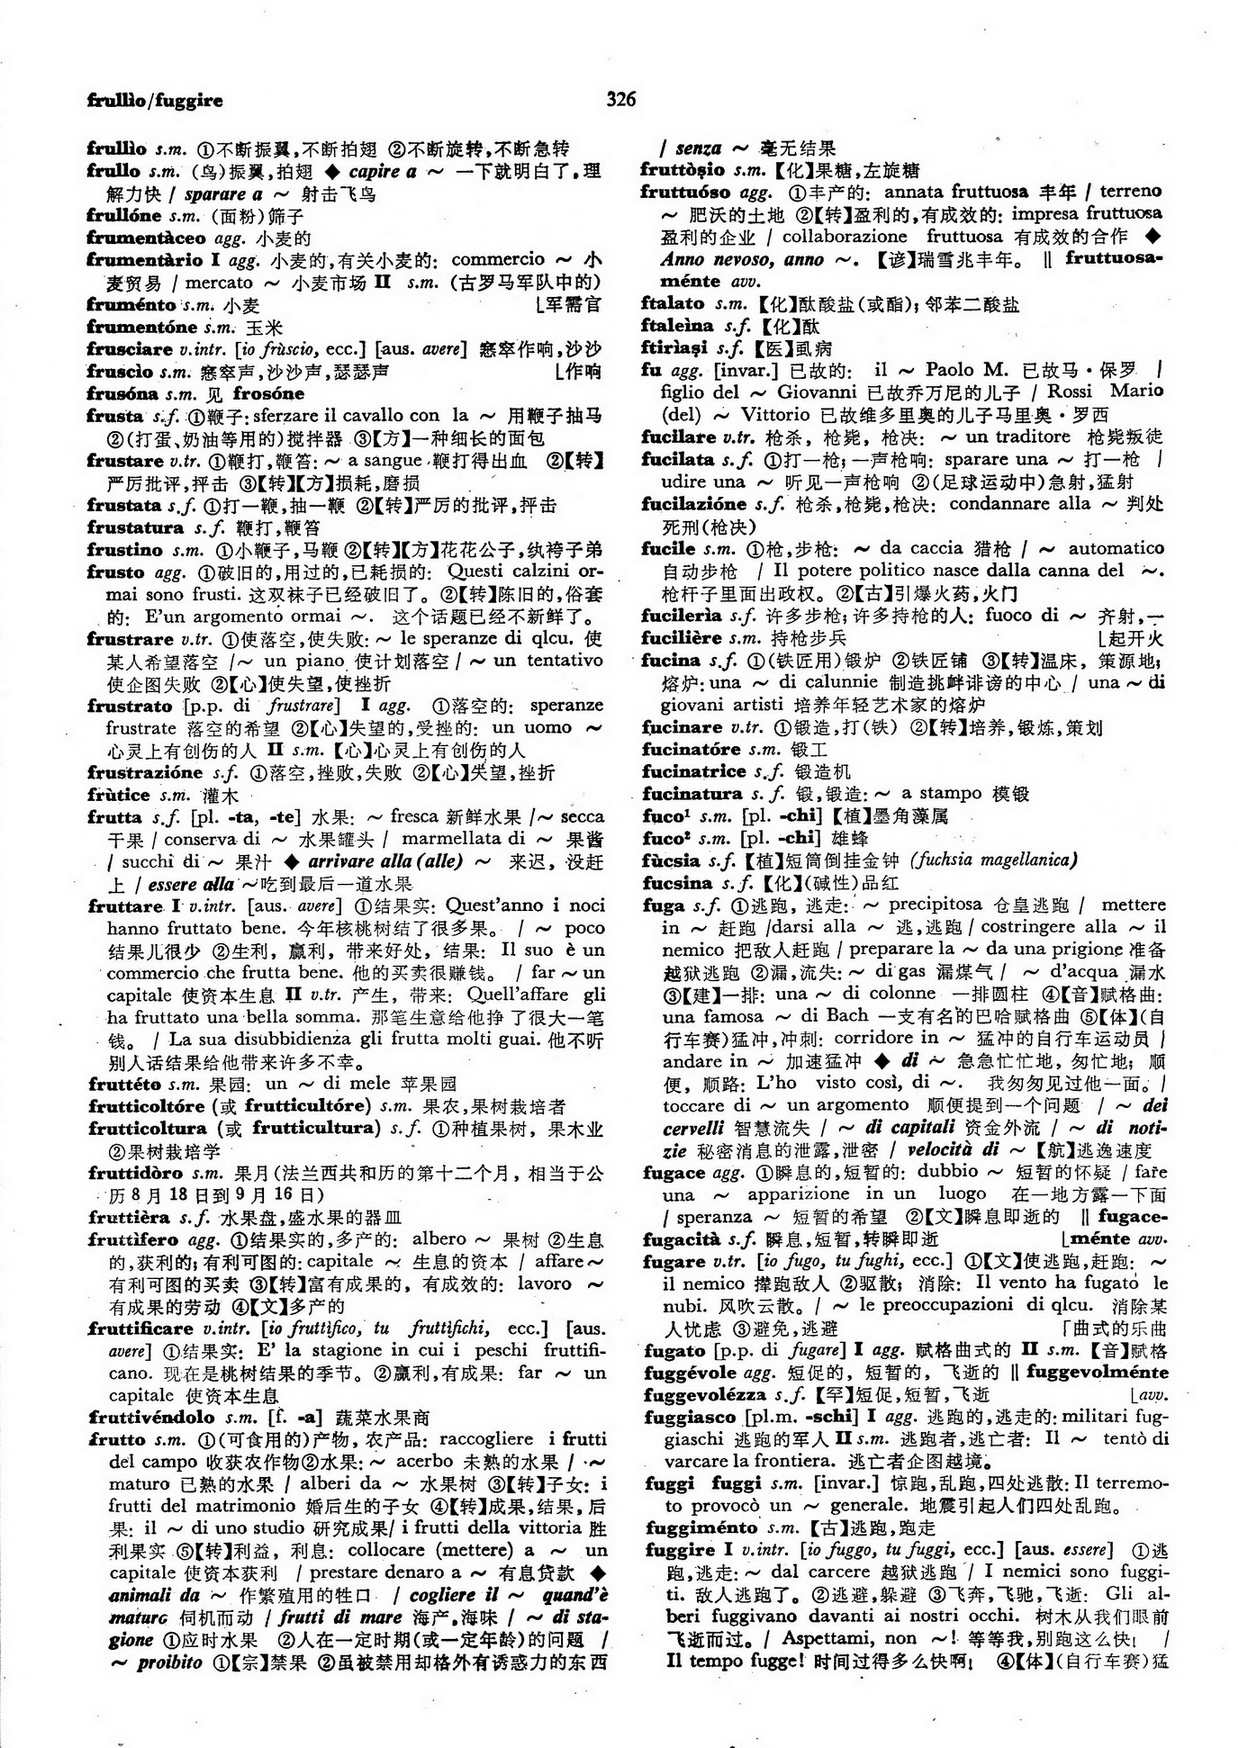 frullìo/fuggire
326
frullìo s.m. ①不断振翼,不断拍翅 ②不断旋转,不断急转
frullo s.m. (鸟)振翼,拍翅 ◆ capire a ~ 一下就明白了,理
解力快 / sparare a ~ 射击飞鸟
frullóne s.m. (面粉)筛子
frumentàceo agg. 小麦的
frumentàrio I agg. 小麦的,有关小麦的: commercio ~ 小
麦贸易 / mercato ~ 小麦市场 II s.m. (古罗马军队中的)
fruménto s.m. 小麦 ⌊军需官
frumentóne s.m. 玉米
frusciare v.intr. [io frùscio, ecc.] [aus. avere] 窸窣作响,沙沙
fruscìo s.m. 窸窣声,沙沙声,瑟瑟声 ⌊作响
frusóna s.m. 见 frosóne
frusta s.f. ①鞭子: sferzare il cavallo con la ~ 用鞭子抽马
②(打蛋、奶油等用的)搅拌器 ③【方】一种细长的面包
frustare v.tr. ①鞭打,鞭笞: ~ a sangue 鞭打得出血 ②【转】
严厉批评,抨击 ③【转】【方】损耗,磨损
frustata s.f. ①打一鞭,抽一鞭 ②【转】严厉的批评,抨击
frustatura s.f. 鞭打,鞭笞
frustino s.m. ①小鞭子,马鞭 ②【转】【方】花花公子,纨袴子弟
frusto agg. ①破旧的,用过的,已耗损的: Questi calzini or-
mai sono frusti. 这双袜子已经破旧了。②【转】陈旧的,俗套
的: E'un argomento ormai ~. 这个话题已经不新鲜了。
frustrare v.tr. ①使落空,使失败: ~ le speranze di qlcu. 使
某人希望落空 /~ un piano 使计划落空 / ~ un tentativo
使企图失败 ②【心】使失望,使挫折
frustrato [p.p. di frustrare] I agg. ①落空的: speranze
frustrate 落空的希望 ②【心】失望的,受挫的: un uomo ~
心灵上有创伤的人 II s.m. 【心】心灵上有创伤的人
frustrazióne s.f. ①落空,挫败,失败 ②【心】失望,挫折
frùtice s.m. 灌木
frutta s.f. [pl. -ta, -te] 水果: ~ fresca 新鲜水果 /~ secca
干果 / conserva di ~ 水果罐头 / marmellata di ~ 果酱
/ succhi di ~ 果汁 ◆ arrivare alla (alle) ~ 来迟,没赶
上 / essere alla ~吃到最后一道水果
fruttare I v.intr. [aus. avere] ①结果实: Quest'anno i noci
hanno fruttato bene. 今年核桃树结了很多果。 / ~ poco
结果儿很少 ②生利, 赢利, 带来好处, 结果: Il suo è un
commercio che frutta bene. 他的买卖很赚钱。 / far ~ un
capitale 使资本生息 II v.tr. 产生, 带来: Quell'affare gli
ha fruttato una bella somma. 那笔生意给他挣了很大一笔
钱。 / La sua disubbidienza gli frutta molti guai. 他不听
别人话结果给他带来许多不幸。
fruttéto s.m. 果园: un ~ di mele 苹果园
frutticoltóre (或 frutticultóre) s.m. 果农,果树栽培者
frutticoltura (或 frutticultura) s.f. ①种植果树, 果木业
②果树栽培学
fruttidòro s.m. 果月(法兰西共和历的第十二个月, 相当于公
历8月18日到9月16日)
fruttièra s.f. 水果盘,盛水果的器皿
fruttìfero agg. ①结果实的,多产的: albero ~ 果树 ②生息
的,获利的;有利可图的: capitale ~ 生息的资本 / affare ~
有利可图的买卖 ③【转】富有成果的, 有成效的: lavoro ~
有成果的劳动 ④【文】多产的
fruttificare v.intr. [io fruttìfico, tu fruttìfichi, ecc.] [aus.
avere] ①结果实: E' la stagione in cui i peschi fruttifi-
cano. 现在是桃树结果的季节。②赢利,有成果: far ~ un
capitale 使资本生息
fruttivéndolo s.m. [f. -a] 蔬菜水果商
frutto s.m. ①(可食用的)产物, 农产品: raccogliere i frutti
del campo 收获农作物②水果: ~ acerbo 未熟的水果 / ~
maturo 已熟的水果 / alberi da ~ 水果树 ③【转】子女: i
frutti del matrimonio 婚后生的子女 ④【转】成果,结果,后
果: il ~ di uno studio 研究成果/ i frutti della vittoria 胜
利果实 ⑤【转】利益, 利息: collocare (mettere) a ~ un
capitale 使资本获利 / prestare denaro a ~ 有息贷款 ◆
animali da ~ 作繁殖用的牲口 / cogliere il ~ quand'è
maturo 伺机而动 / frutti di mare 海产,海味 / ~ di sta-
gione ①应时水果 ②人在一定时期(或一定年龄)的问题 /
~ proibito ①【宗】禁果 ②虽被禁用却格外有诱惑力的东西
/ senza ~ 毫无结果
fruttòsio s.m. 【化】果糖,左旋糖
fruttuóso agg. ①丰产的: annata fruttuosa 丰年 / terreno
~ 肥沃的土地 ②【转】盈利的,有成效的: impresa fruttuosa
盈利的企业 / collaborazione fruttuosa 有成效的合作 ◆
Anno nevoso, anno ~. 【谚】瑞雪兆丰年。 ‖ fruttuosa-
ménte avv.
ftalato s.m. 【化】酞酸盐(或酯); 邻苯二酸盐
ftaleìna s.f. 【化】酞
ftirìasi s.f. 【医】虱病
fu agg. [invar.] 已故的: il ~ Paolo M. 已故马·保罗 /
figlio del ~ Giovanni 已故乔万尼的儿子 / Rossi Mario
(del) ~ Vittorio 已故维多里奥的儿子马里奥·罗西
fucilare v.tr. 枪杀, 枪毙, 枪决: ~ un traditore 枪毙叛徒
fucilata s.f. ①打一枪;一声枪响: sparare una ~ 打一枪 /
udire una ~ 听见一声枪响 ②(足球运动中)急射,猛射
fucilazióne s.f. 枪杀,枪毙,枪决: condannare alla ~ 判处
死刑(枪决)
fucile s.m. ①枪,步枪: ~ da caccia 猎枪 / ~ automatico
自动步枪 / Il potere politico nasce dalla canna del ~.
枪杆子里面出政权。②【古】引爆火药,火门
fucilerìa s.f. 许多步枪;许多持枪的人: fuoco di ~ 齐射,一
fucilière s.m. 持枪步兵 ⌊起开火
fucina s.f. ①(铁匠用)锻炉 ②铁匠铺 ③【转】温床, 策源地;
熔炉: una ~ di calunnie 制造挑衅诽谤的中心 / una ~ di
giovani artisti 培养年轻艺术家的熔炉
fucinare v.tr. ①锻造,打(铁) ②【转】培养,锻炼,策划
fucinatóre s.m. 锻工
fucinatrice s.f. 锻造机
fucinatura s.f. 锻,锻造: ~ a stampo 模锻
fuco¹ s.m. [pl. -chi] 【植】墨角藻属
fuco² s.m. [pl. -chi] 雄蜂
fùcsia s.f. 【植】短筒倒挂金钟 (fuchsia magellanica)
fucsina s.f. 【化】(碱性)品红
fuga s.f. ①逃跑, 逃走: ~ precipitosa 仓皇逃跑 / mettere
in ~ 赶跑 /darsi alla ~ 逃,逃跑 / costringere alla ~ il
nemico 把敌人赶跑 / preparare la ~ da una prigione 准备
越狱逃跑 ②漏,流失: ~ di gas 漏煤气 / ~ d'acqua 漏水
③【建】一排: una ~ di colonne 一排圆柱 ④【音】赋格曲:
una famosa ~ di Bach 一支有名的巴哈赋格曲 ⑤【体】(自
行车赛)猛冲,冲刺: corridore in ~ 猛冲的自行车运动员 /
andare in ~ 加速猛冲 ◆ di ~ 急急忙忙地, 匆忙地; 顺
便, 顺路: L'ho visto così, di ~. 我匆匆见过他一面。/
toccare di ~ un argomento 顺便提到一个问题 / ~ dei
cervelli 智慧流失 / ~ di capitali 资金外流 / ~ di noti-
zie 秘密消息的泄露,泄密 / velocità di ~ 【航】逃逸速度
fugace agg. ①瞬息的,短暂的: dubbio ~ 短暂的怀疑 / fare
una ~ apparizione in un luogo 在一地方露一下面
/ speranza ~ 短暂的希望 ②【文】瞬息即逝的 ‖ fugace-
fugacità s.f. 瞬息,短暂,转瞬即逝 ⌊ménte avv.
fugare v.tr. [io fugo, tu fughi, ecc.] ①【文】使逃跑,赶跑: ~
il nemico 撵跑敌人 ②驱散; 消除: Il vento ha fugato le
nubi. 风吹云散。/ ~ le preoccupazioni di qlcu. 消除某
人忧虑 ③避免,逃避 ⌈曲式的乐曲
fugato [p.p. di fugare] I agg. 赋格曲式的 II s.m. 【音】赋格
fuggévole agg. 短促的, 短暂的, 飞逝的 ‖ fuggevolménte
fuggevolézza s.f. 【罕】短促,短暂,飞逝 ⌊avv.
fuggiasco [pl.m. -schi] I agg. 逃跑的,逃走的: militari fug-
giaschi 逃跑的军人 II s.m. 逃跑者,逃亡者: Il ~ tentò di
varcare la frontiera. 逃亡者企图越境。
fuggi fuggi s.m. [invar.] 惊跑,乱跑,四处逃散: Il terremo-
to provocò un ~ generale. 地震引起人们四处乱跑。
fuggiménto s.m. 【古】逃跑,跑走
fuggire I v.intr. [io fuggo, tu fuggi, ecc.] [aus. essere] ①逃
跑,逃走: ~ dal carcere 越狱逃跑 / I nemici sono fuggi-
ti. 敌人逃跑了。②逃避,躲避 ③飞奔,飞驰,飞逝: Gli al-
beri fuggivano davanti ai nostri occhi. 树木从我们眼前
飞逝而过。/ Aspettami, non ~! 等等我,别跑这么快! /
Il tempo fugge! 时间过得多么快啊! ④【体】(自行车赛)猛